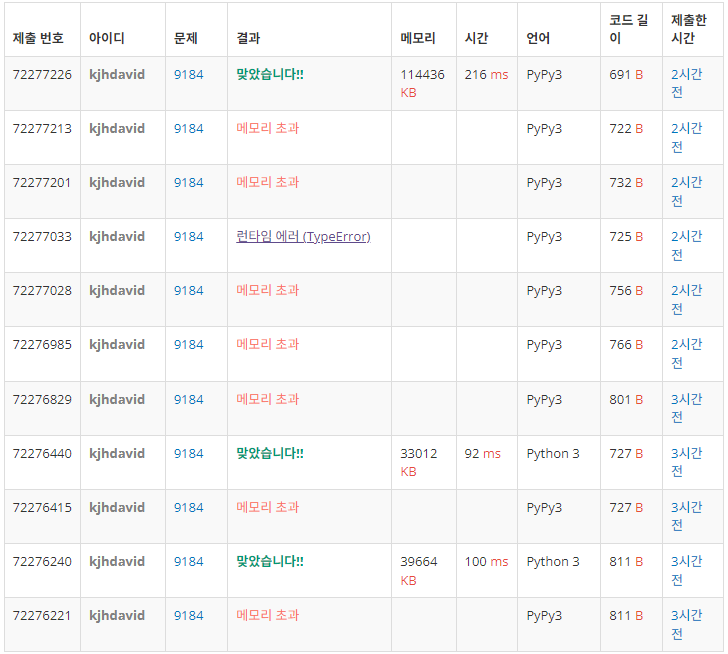 제출 번호 아이디 문제 결과 메모리 시간 언어 코드 길이 제출한 시간
72277226 kjhdavid 9184 맞았습니다!! 114436 KB 216 ms PyPy3 691 B 2시간 전
72277213 kjhdavid 9184 메모리 초과 PyPy3 722 B 2시간 전
72277201 kjhdavid 9184 메모리 초과 PyPy3 732 B 2시간 전
72277033 kjhdavid 9184 런타임 에러 (TypeError) PyPy3 725 B 2시간 전
72277028 kjhdavid 9184 메모리 초과 PyPy3 756 B 2시간 전
72276985 kjhdavid 9184 메모리 초과 PyPy3 766 B 2시간 전
72276829 kjhdavid 9184 메모리 초과 PyPy3 801 B 3시간 전
72276440 kjhdavid 9184 맞았습니다!! 33012 KB 92 ms Python 3 727 B 3시간 전
72276415 kjhdavid 9184 메모리 초과 PyPy3 727 B 3시간 전
72276240 kjhdavid 9184 맞았습니다!! 39664 KB 100 ms Python 3 811 B 3시간 전
72276221 kjhdavid 9184 메모리 초과 PyPy3 811 B 3시간 전